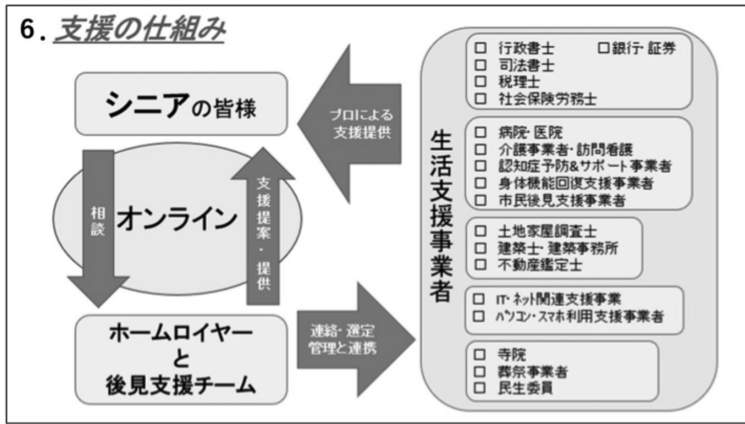 6. 支援の仕組み
シニアの皆様
相談
オンライン
支援提案・提供
ホームロイヤー
と
後見支援チーム
プロによる
支援提供
連絡・選定
管理と連携
生活支援事業者
□ 行政書士 □銀行・証券
□ 司法書士
□ 税理士
□ 社会保険労務士
□ 病院・医院
□ 介護事業者・訪問看護
□ 認知症予防&サポート事業者
□ 身体機能回復支援事業者
□ 市民後見支援事業者
□ 土地家屋調査士
□ 建築士・建築事務所
□ 不動産鑑定士
□ IT・ネット関連支援事業
□ パソコン・スマホ利用支援事業者
□ 寺院
□ 葬祭事業者
□ 民生委員